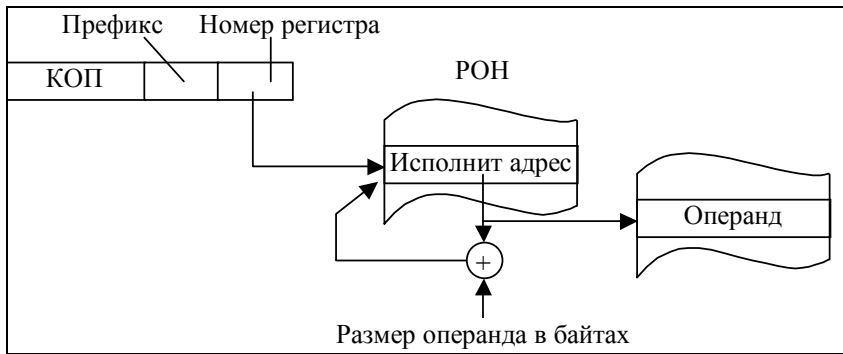 Префикс
Номер регистра
КОП
РОН
Исполнит адрес
Операнд
+
Размер операнда в байтах